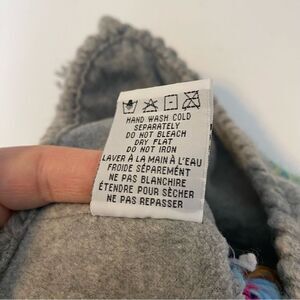 HAND WASH COLD
SEPARATELY
DO NOT BLEACH
DRY FLAT
DO NOT IRON
LAVER À LA MAIN À L'EAU
FROIDE SÉPARÉMENT
NE PAS BLANCHIRE
ÉTENDRE POUR SÈCHER
NE PAS REPASSER